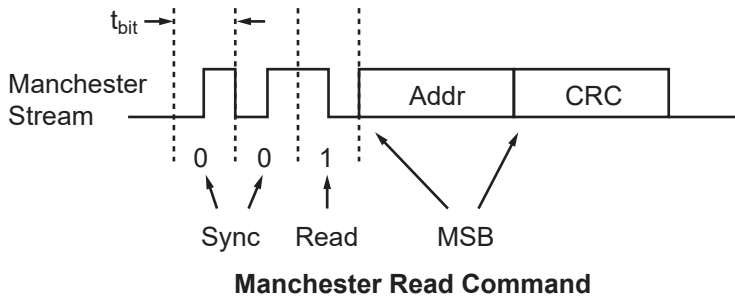 tbit
Manchester
Stream
Addr CRC
0 0 1
Sync Read MSB
Manchester Read Command